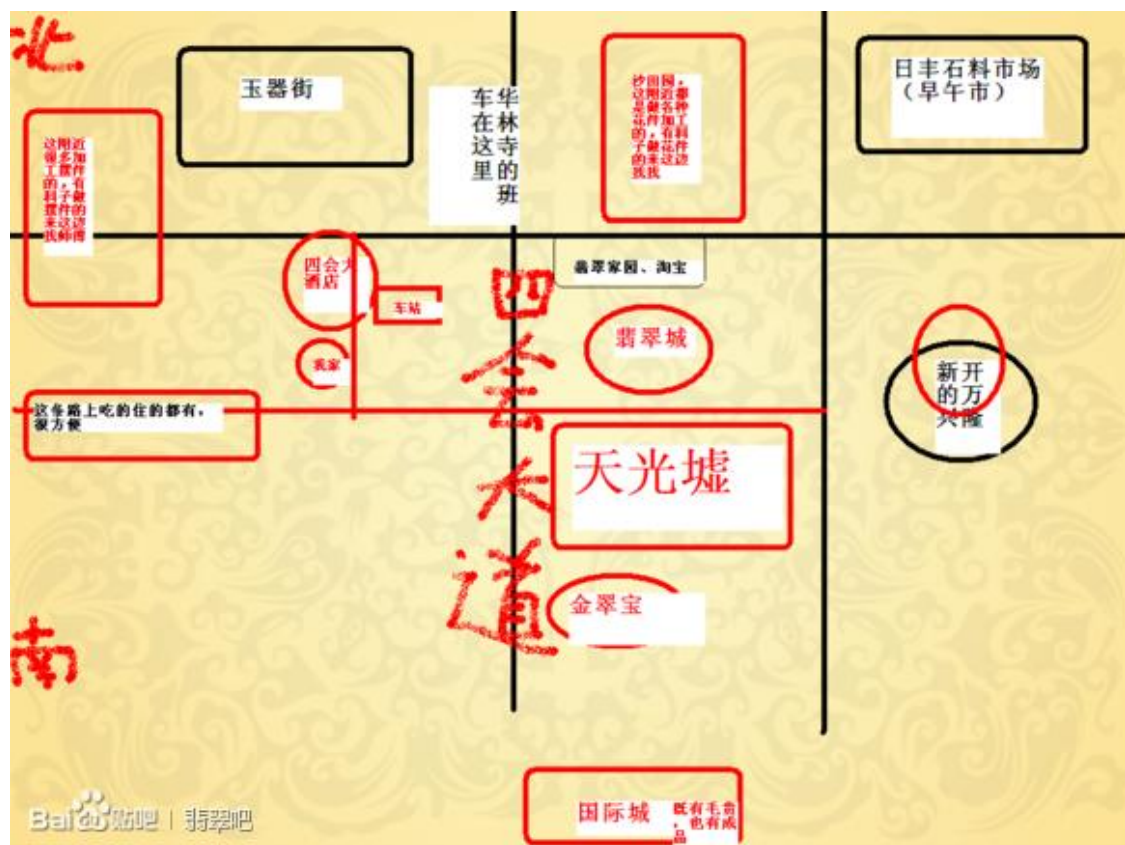 北
玉器街
华林寺的班
车在这里
沙田园,
这附近都
是做各种
花件加工
的,有料
子做花件
的来这边
找找
日丰石料市场
(早午市)
这附近
很多加
工摆件
的,有
料子做
摆件的
来这边
找师傅
四会大
酒店
车站
我家
四会大道
翡翠家园、淘宝
翡翠城
新开
的万
兴隆
这条路上吃的住的都有,
很方便
天光墟
金翠宝
南
国际城
既有毛货
,也有成
品
Bai贴吧 | 翡翠吧